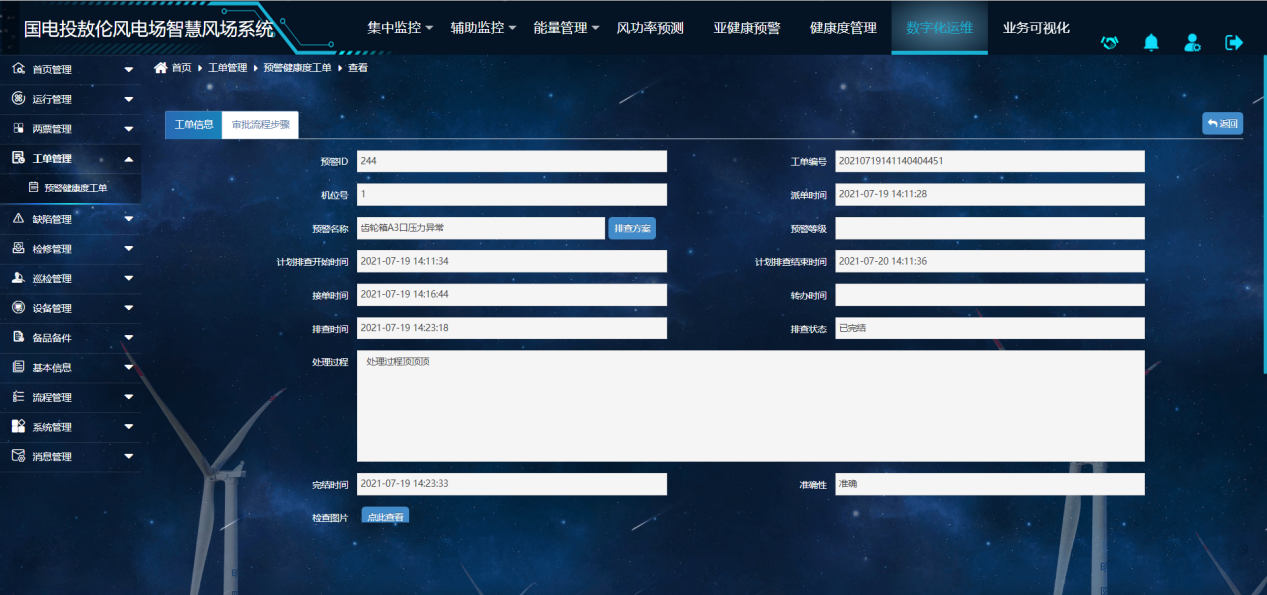 国电投敖伦风电场智慧风场系统
集中监控 辅助监控 能量管理 风功率预测 亚健康预警 健康度管理 数字化运维 业务可视化
首页管理
运行管理
两票管理
工单管理
预警健康度工单
缺陷管理
检修管理
巡检管理
设备管理
备品备件
基本信息
流程管理
系统管理
消息管理
首页 工单管理 预警健康度工单 查看
工单信息 审批流程步骤 返回
预警ID 244 工单编号 20210719141140404451
机位号 1 派单时间 2021-07-19 14:11:28
预警名称 齿轮箱A3口压力异常 排查方案 预警等级
计划排查开始时间 2021-07-19 14:11:34 计划排查结束时间 2021-07-20 14:11:36
接单时间 2021-07-19 14:16:44 转办时间
排查时间 2021-07-19 14:23:18 排查状态 已完结
处理过程 处理过程顶顶顶
完结时间 2021-07-19 14:23:33 准确性 准确
检查图片 点此查看